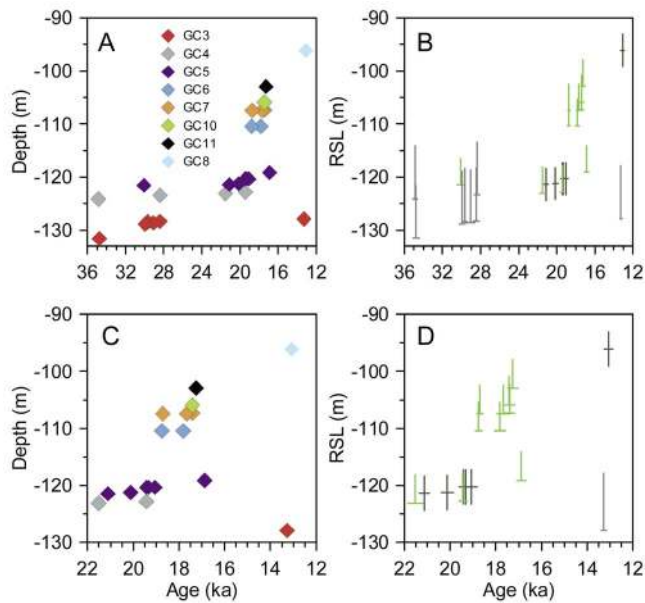 A
GC3
GC4
GC5
GC6
GC7
GC10
GC11
GC8
Depth (m)
-90
-100
-110
-120
-130
36 32 28 24 20 16 12
B
RSL (m)
-90
-100
-110
-120
-130
36 32 28 24 20 16 12
C
Depth (m)
-90
-100
-110
-120
-130
22 20 18 16 14 12
Age (ka)
D
RSL (m)
-90
-100
-110
-120
-130
22 20 18 16 14 12
Age (ka)